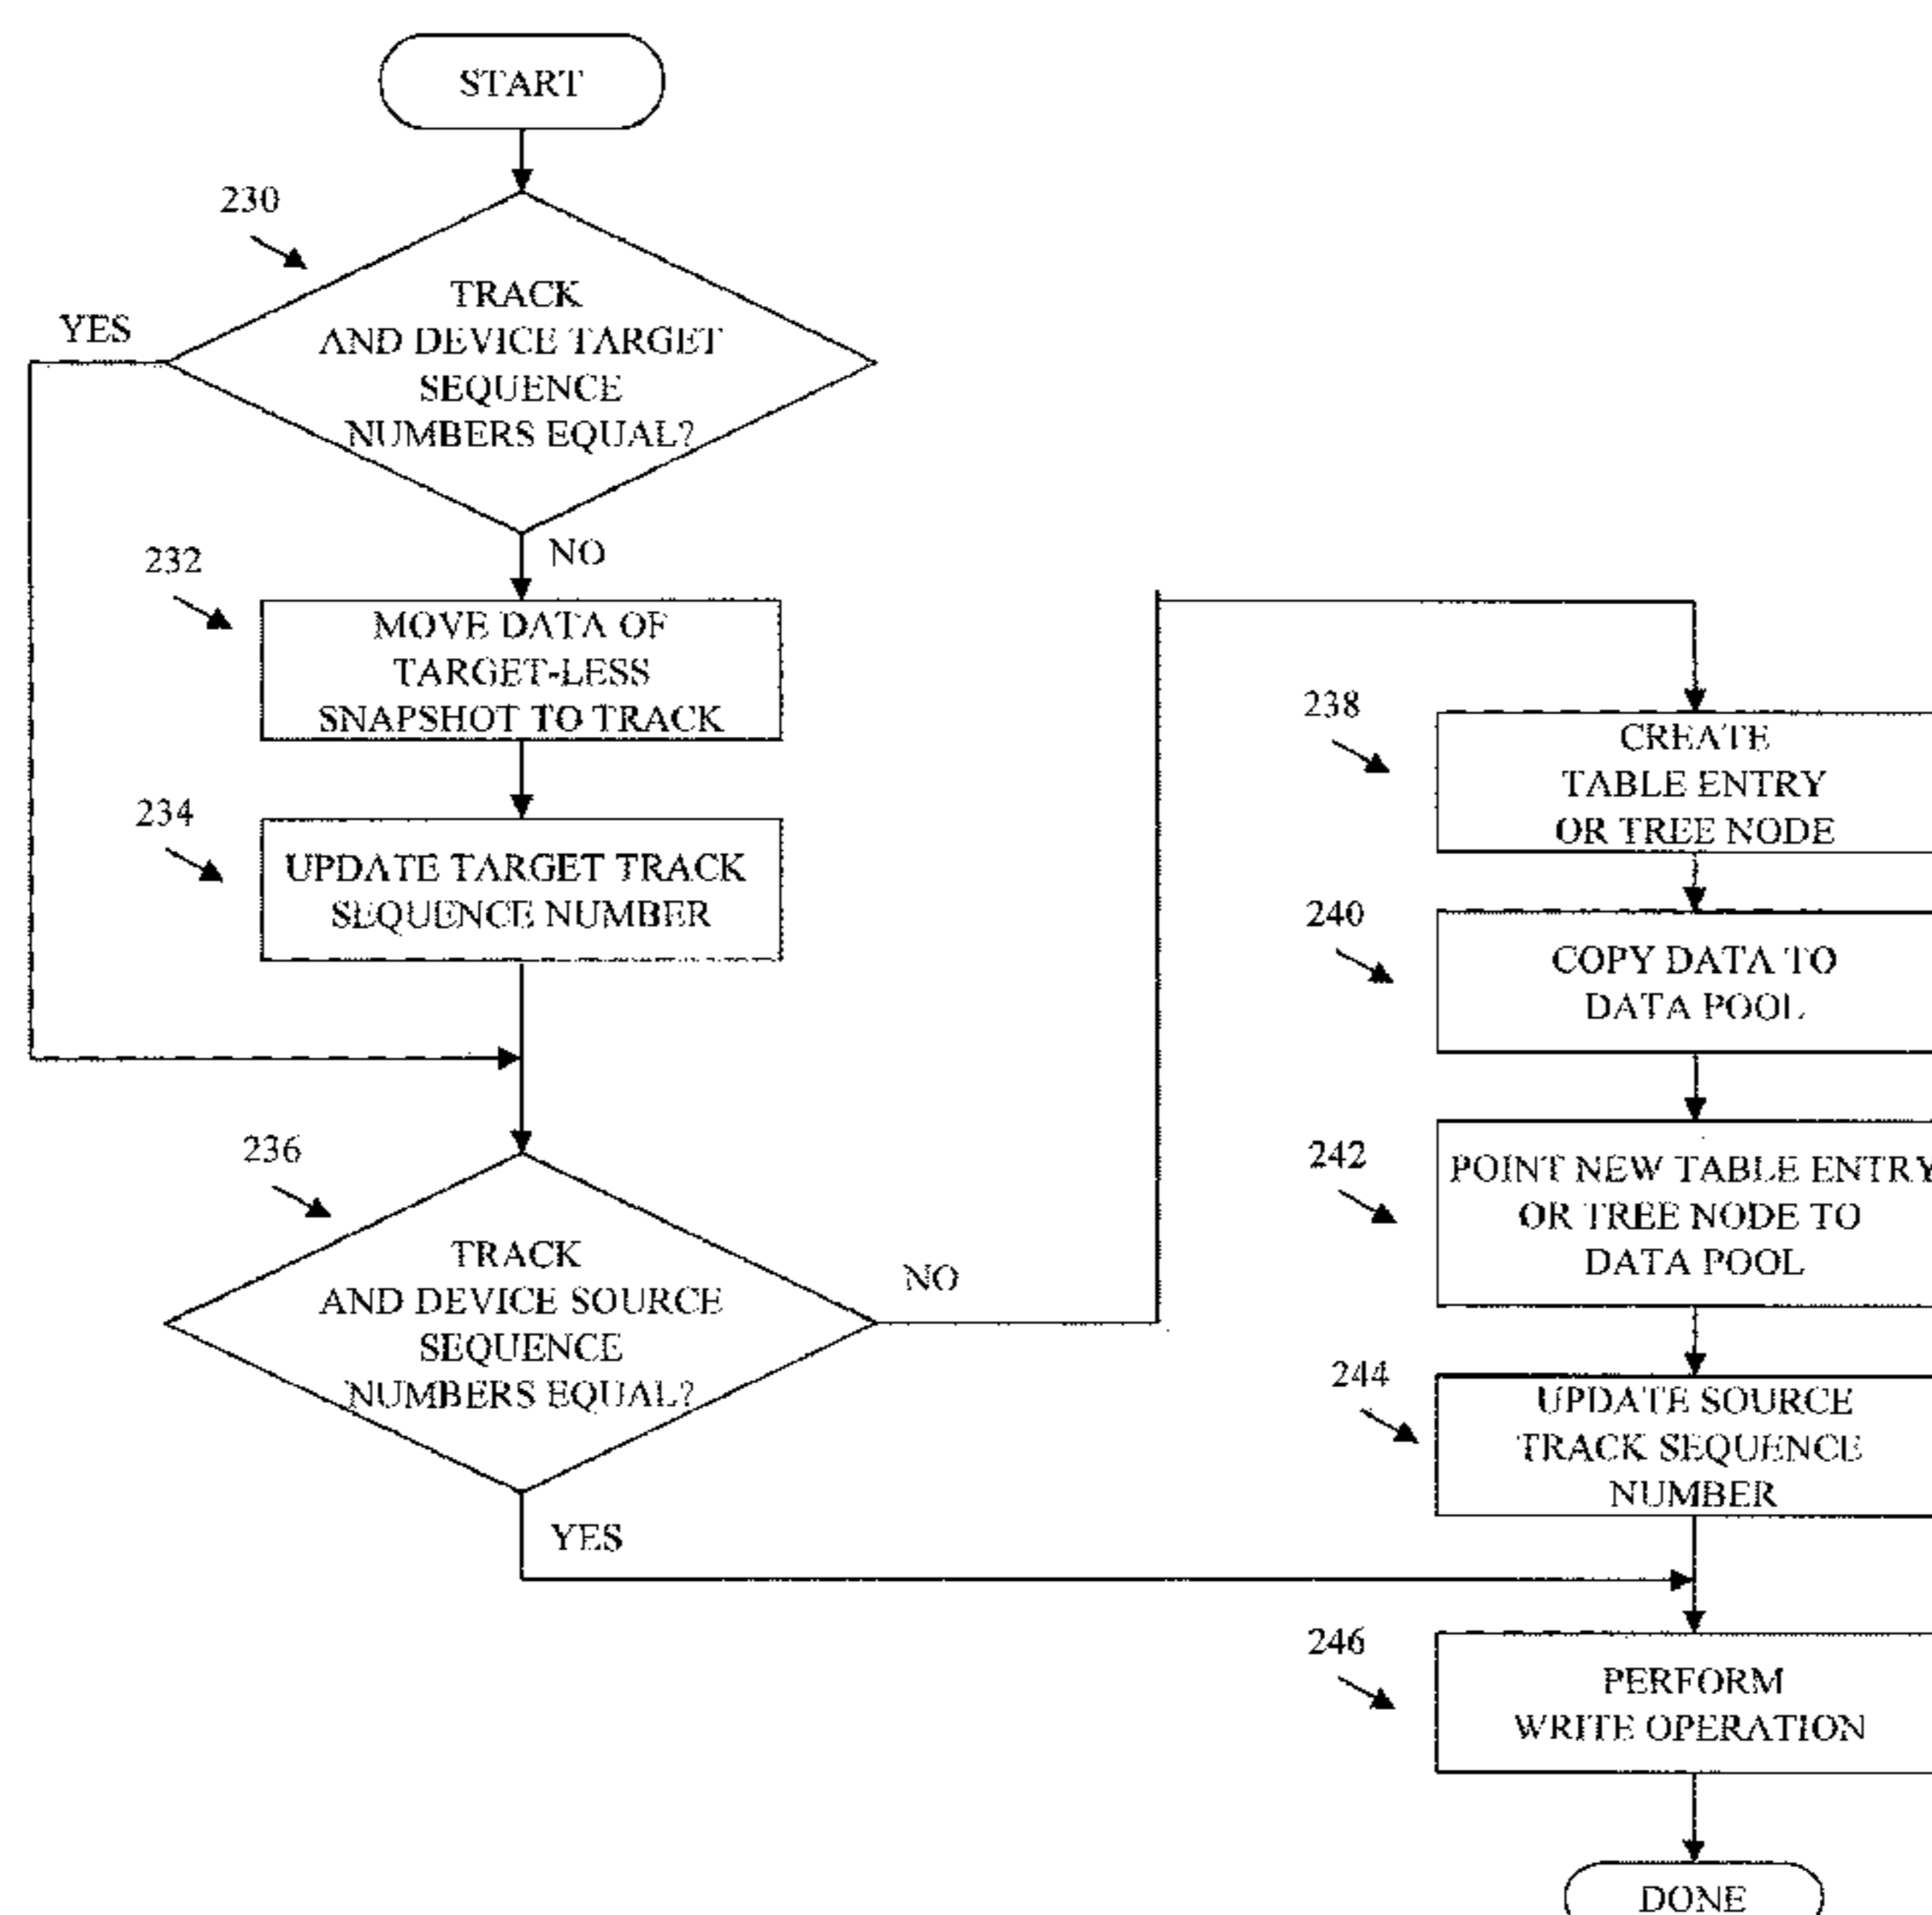 START
230
YES
TRACK
AND DEVICE TARGET
SEQUENCE
NUMBERS EQUAL?
NO
232
MOVE DATA OF
TARGET-LESS
SNAPSHOT TO TRACK
234
UPDATE TARGET TRACK
SEQUENCE NUMBER
236
TRACK
AND DEVICE SOURCE
SEQUENCE
NUMBERS EQUAL?
NO
YES
238
CREATE
TABLE ENTRY
OR TREE NODE
240
COPY DATA TO
DATA POOL
242
POINT NEW TABLE ENTRY
OR TREE NODE TO
DATA POOL
244
UPDATE SOURCE
TRACK SEQUENCE
NUMBER
246
PERFORM
WRITE OPERATION
DONE